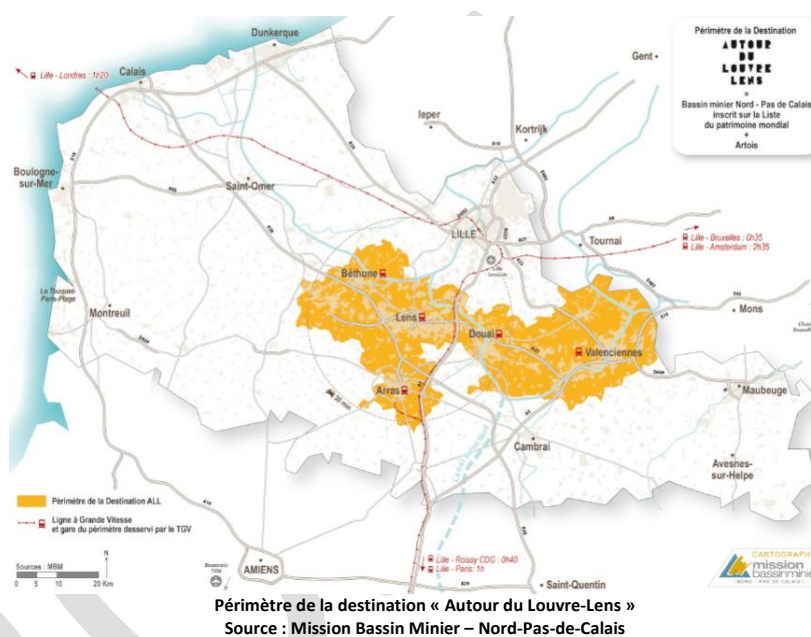 Périmètre de la Destination
AUTOUR
DU
LOUVRE
LENS
=
Bassin minier Nord - Pas de Calais
inscrit sur la Liste
du patrimoine mondial
+
Artois
Dunkerque
Calais
Lille - Londres : 1h20
Gent
Ieper
Kortrijk
Boulogne-
sur-Mer
Saint-Omer
LILLE
Tournai
Lille - Bruxelles : 0h35
Lille - Amsterdam : 2h35
Lille
Lesquin
Béthune
Le Touquet-
Paris-Plage
Montreuil
Lens
Douai
Mons
Valenciennes
Arras
30 min
Maubeuge
Cambrai
Avesnes-
sur-Helpe
Périmètre de la Destination ALL
Ligne à Grande Vitesse
et gare du périmètre desservi par le TGV
Sources : MBM
N
0 5 10 20 Km
AMIENS
Lille - Roissy CDG : 0h40
Lille - Paris: 1h
Saint-Quentin
CARTOGRAPHI
mission
bassinminier
NORD - PAS DE CALAIS
Périmètre de la destination « Autour du Louvre-Lens »
Source : Mission Bassin Minier – Nord-Pas-de-Calais